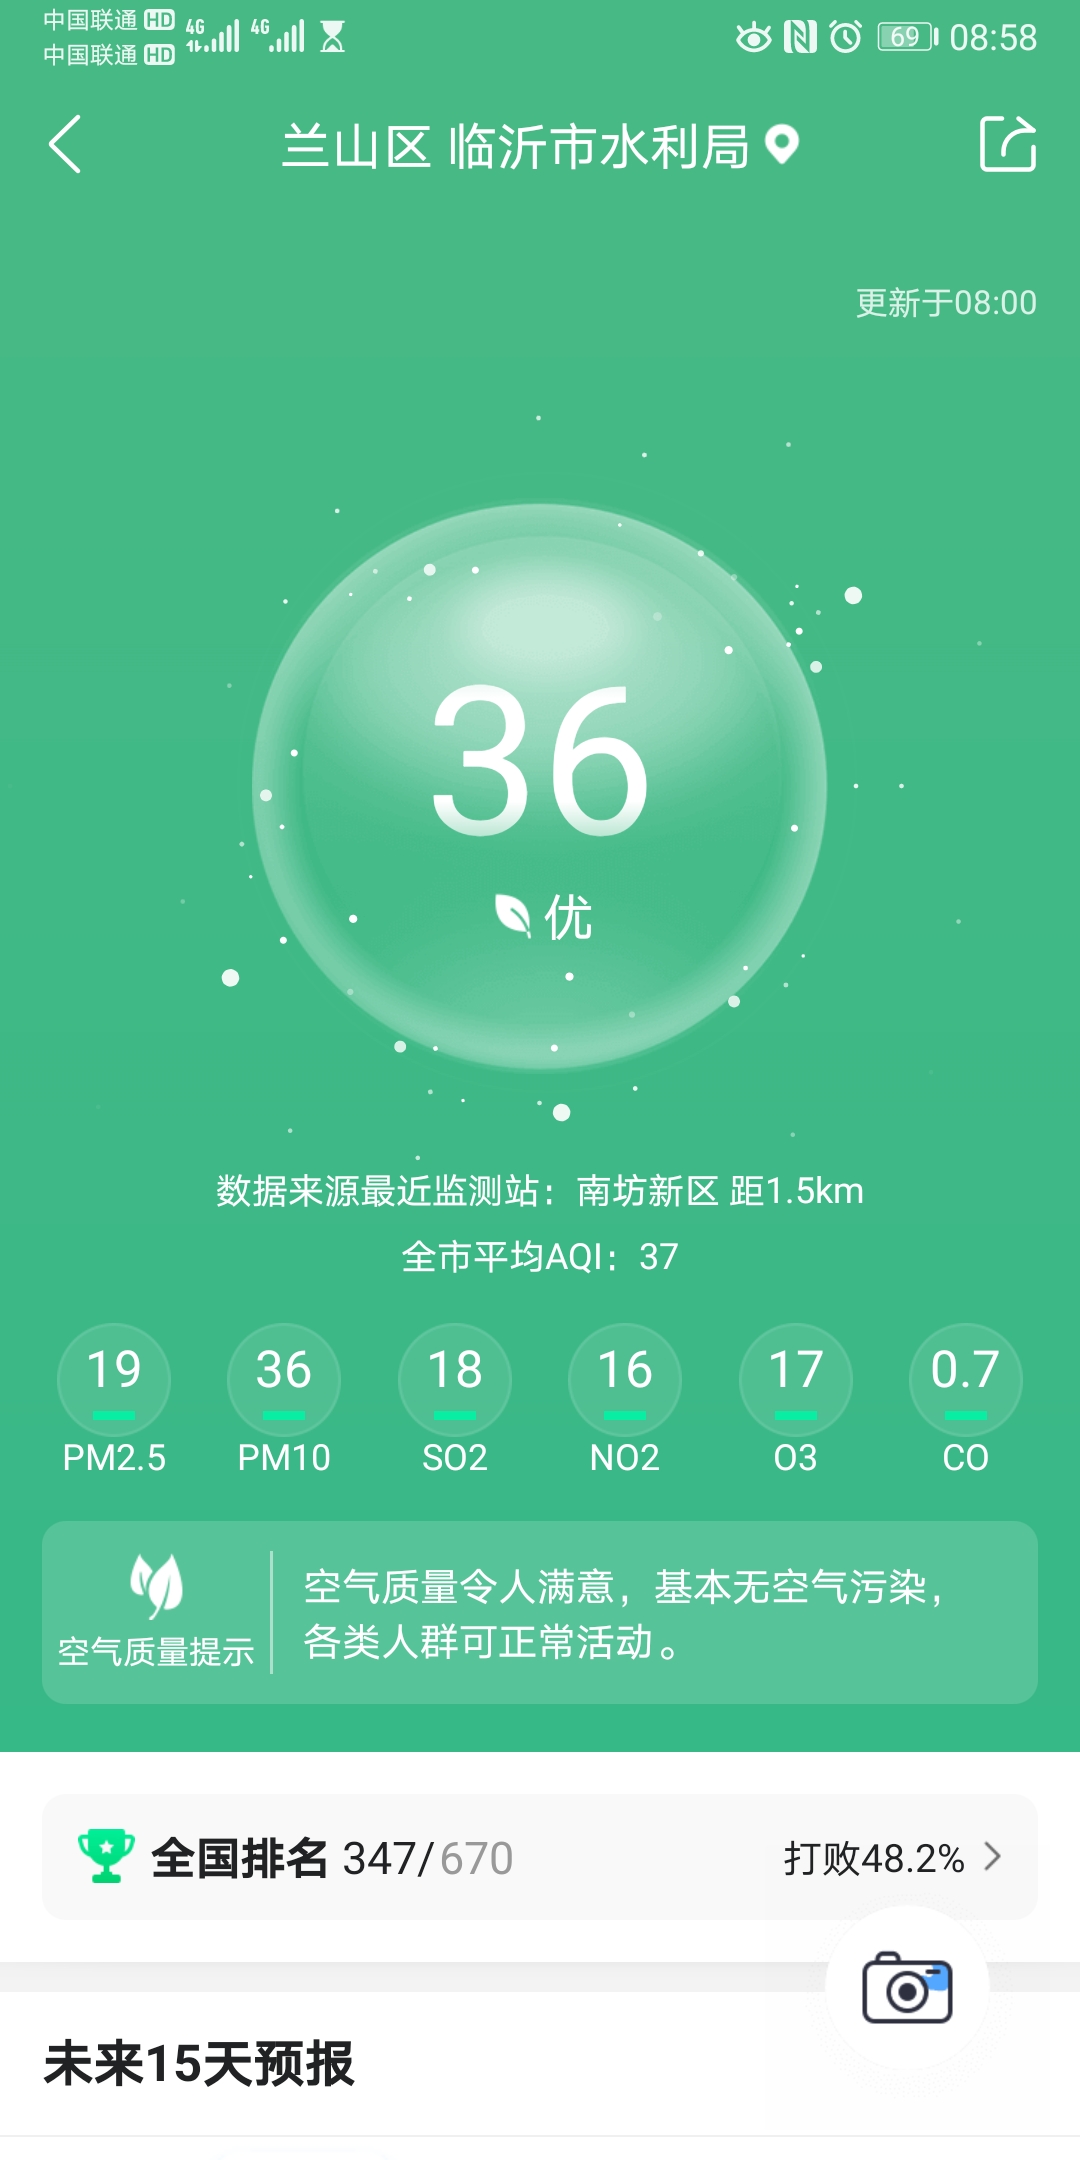 中国联通 HD 4G 4G 69 08:58
中国联通 HD
兰山区 临沂市水利局
更新于08:00
36
优
数据来源最近监测站：南坊新区 距1.5km
全市平均AQI：37
19 36 18 16 17 0.7
PM2.5 PM10 SO2 NO2 O3 CO
空气质量令人满意，基本无空气污染，
各类人群可正常活动。
空气质量提示
全国排名 347/670 打败48.2%
未来15天预报